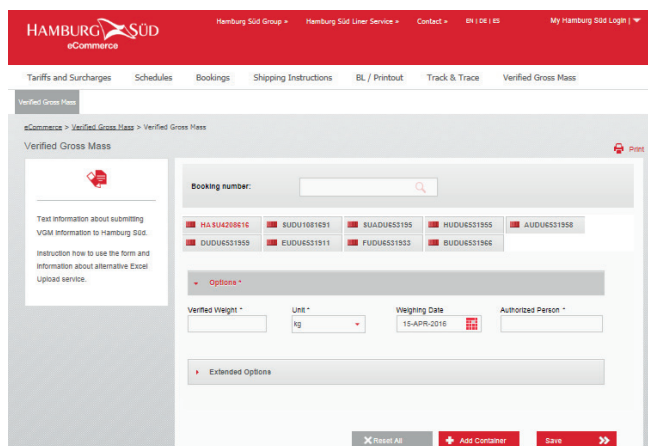 HAMBURG SÜD
eCommerce
Hamburg Süd Group » Hamburg Süd Liner Service » Contact » EN | DE | ES My Hamburg Süd Login |
Tariffs and Surcharges Schedules Bookings Shipping Instructions BL / Printout Track & Trace Verified Gross Mass
Verified Gross Mass
eCommerce > Verified Gross Mass > Verified Gross Mass
Verified Gross Mass
Print
Text information about submitting
VGM information to Hamburg Süd.
Instruction how to use the form and
information about alternative Excel
Upload service.
Booking number:
HASU4208616 SUDU1081691 SUADU653195 HUDU6531955 AUDU6531958
DUDU6531959 EUDU6531911 FUDU6531933 BUDU6531966
Options *
Verified Weight * Unit * Weighing Date Authorized Person *
kg 15-APR-2016
Extended Options
Reset All Add Container Save